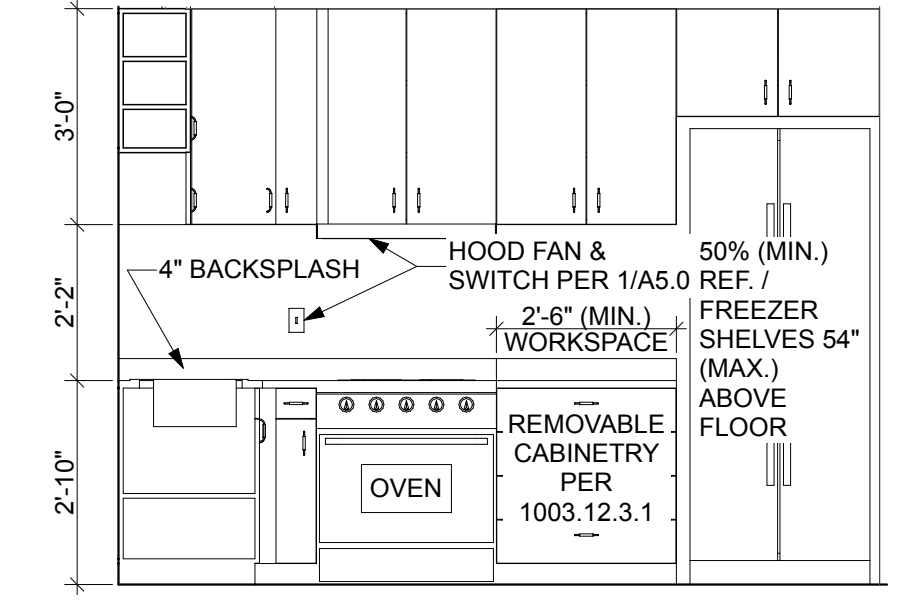 3'-0"
2'-2"
2'-10"
4" BACKSPLASH
HOOD FAN &
SWITCH PER 1/A5.0
2'-6" (MIN.)
WORKSPACE
50% (MIN.)
REF. /
FREEZER
SHELVES 54"
(MAX.)
ABOVE
FLOOR
OVEN
REMOVABLE
CABINETRY
PER
1003.12.3.1